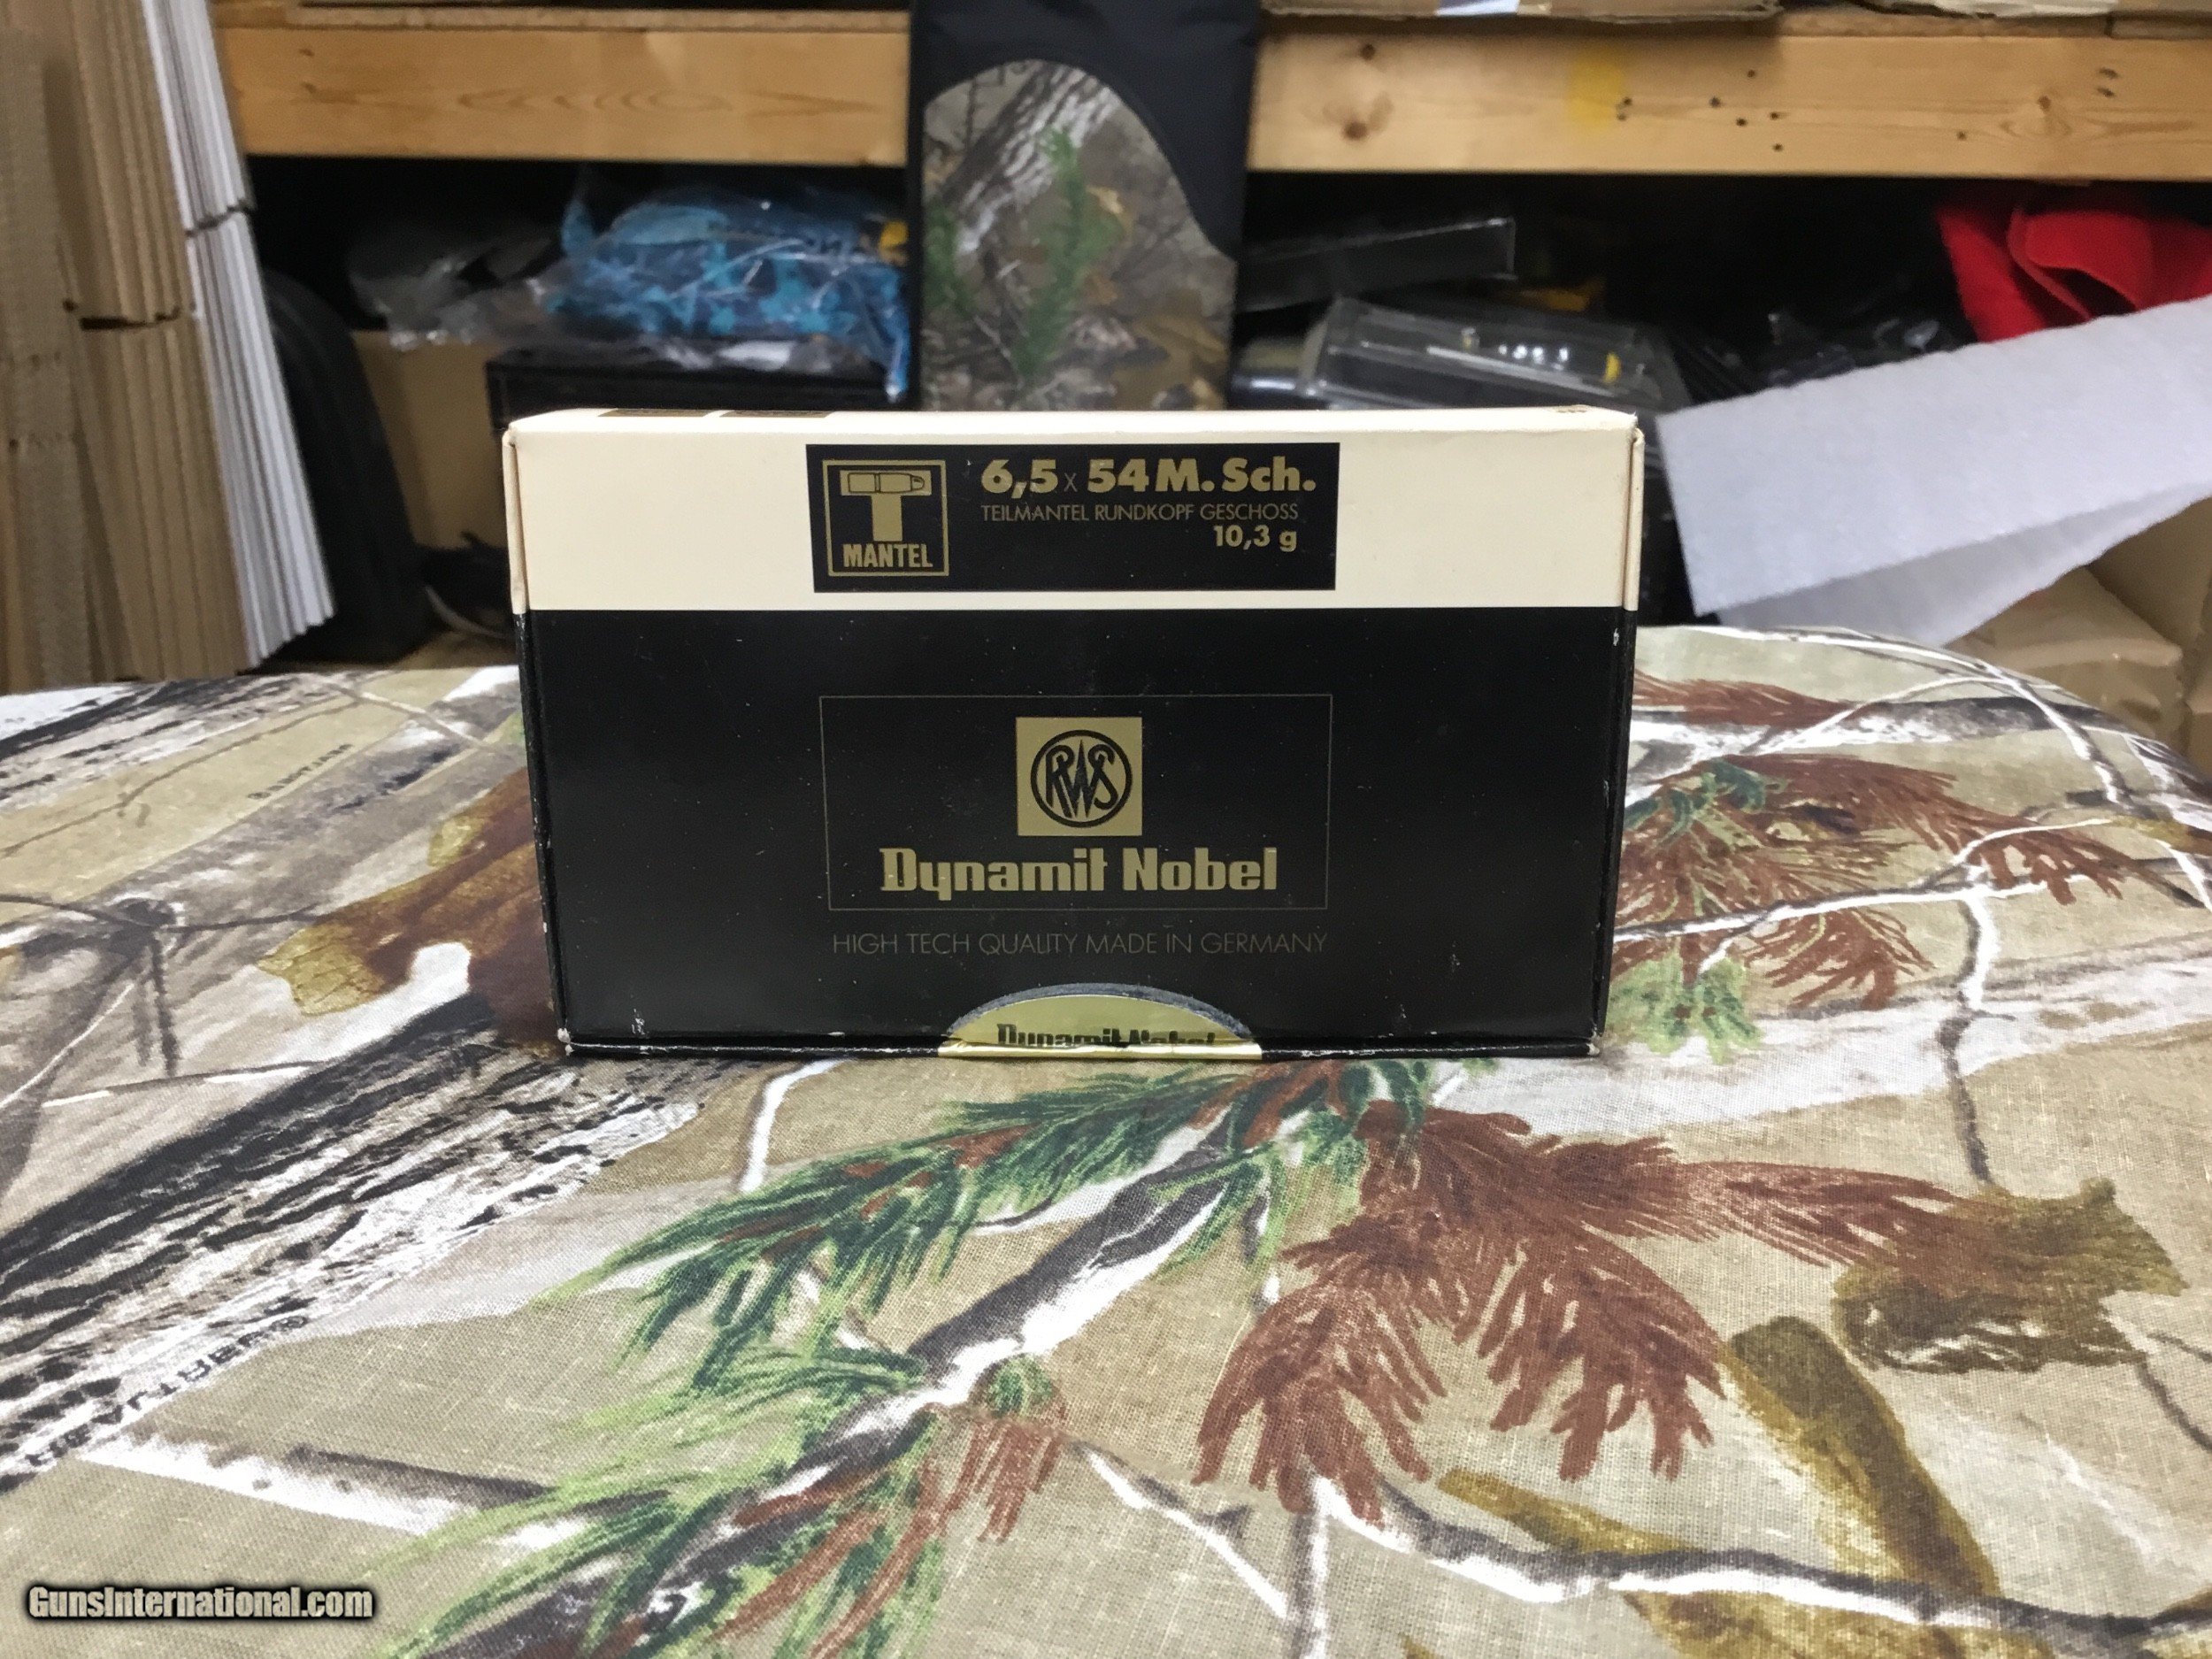 6,5 x 54 M. Sch.
TEILMANTEL RUNDKOPF GESCHOSS
10,3 g
T
MANTEL
RWS
Dynamit Nobel
HIGH TECH QUALITY MADE IN GERMANY
Dynamit Nobel
GunsInternational.com